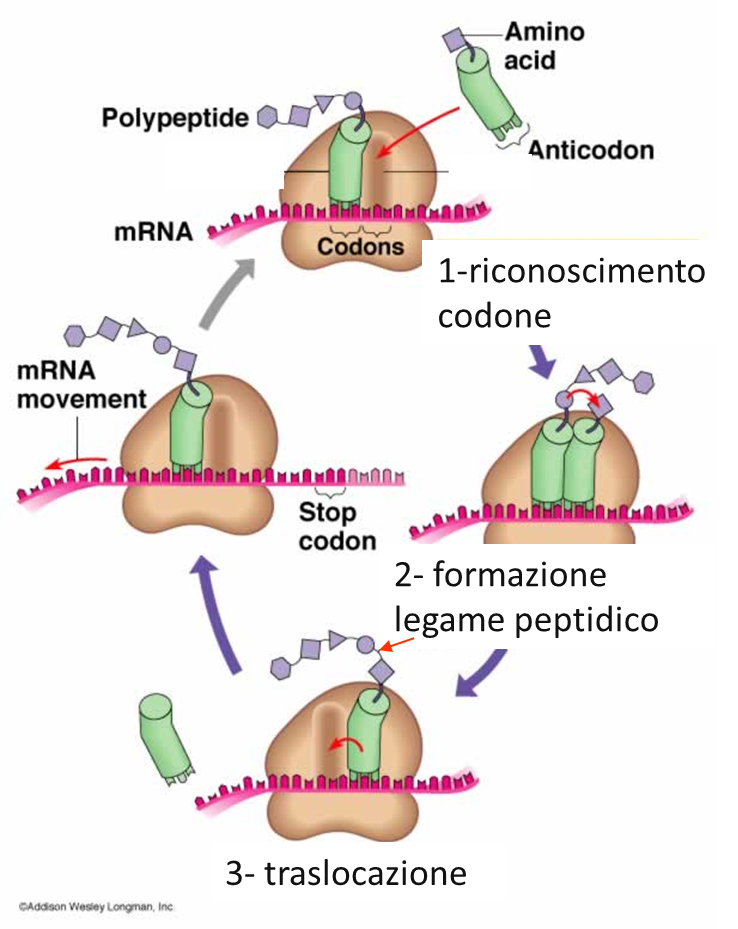 Amino
acid
Polypeptide
Anticodon
mRNA
Codons
1-riconoscimento
codone
mRNA
movement
Stop
codon
2- formazione
legame peptidico
3- traslocazione
©Addison Wesley Longman, Inc.